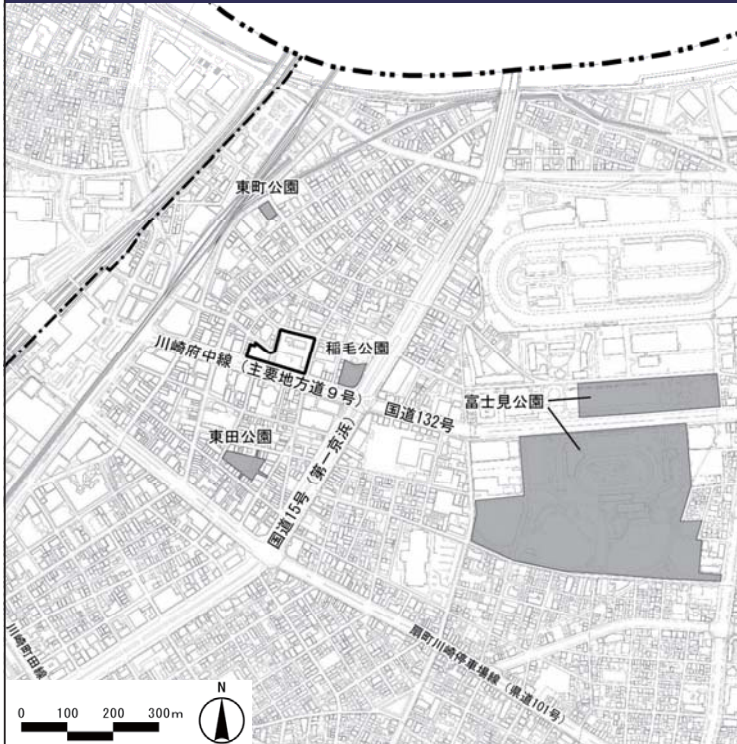 東町公園
川崎府中線（主要地方道９号）
稲毛公園
国道132号
富士見公園
東田公園
国道15号（第一京浜）
川崎町田線
扇町川崎停車場線（県道101号）
N
0 100 200 300m